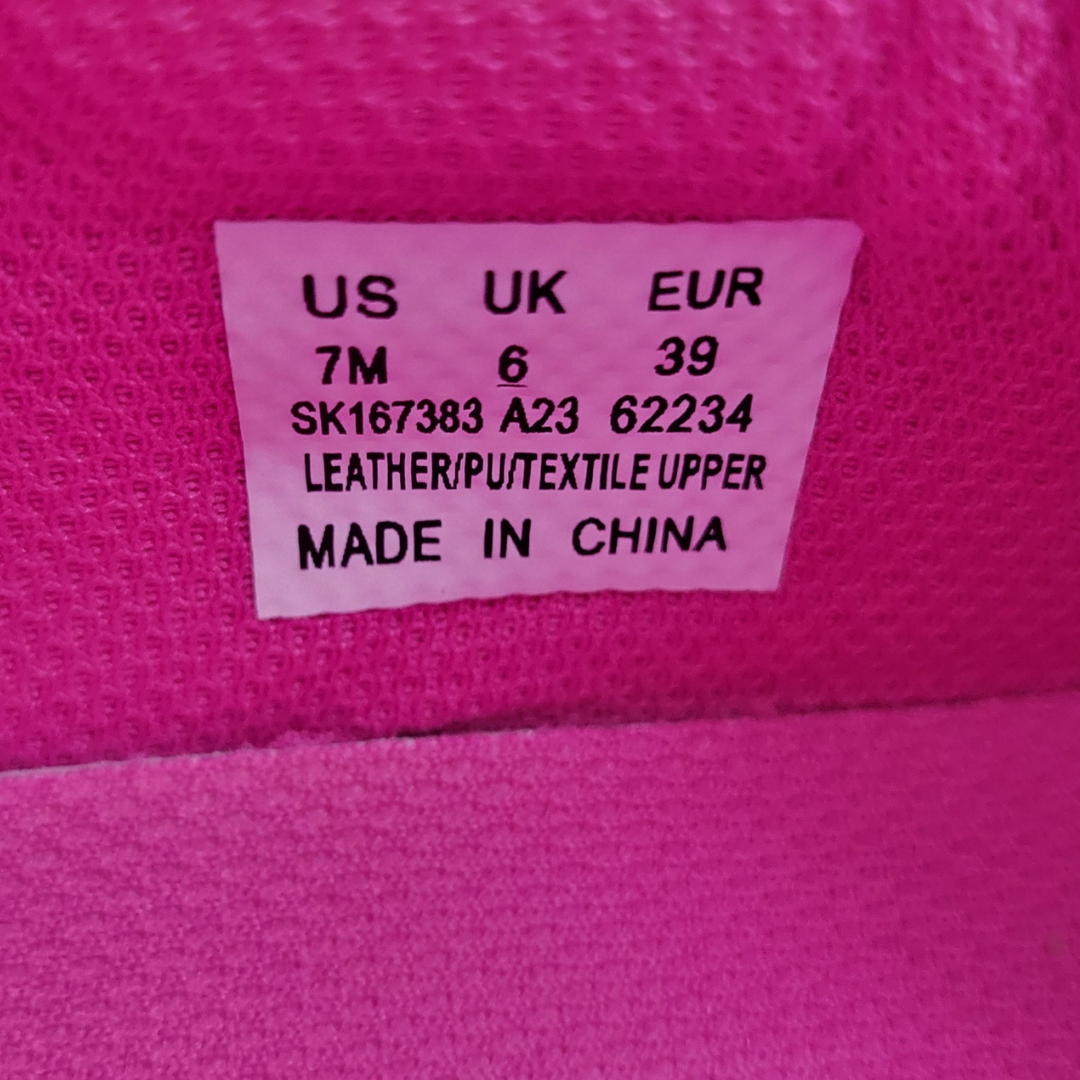 US UK EUR
7M 6 39
SK167383 A23 62234
LEATHER/PU/TEXTILE UPPER
MADE IN CHINA